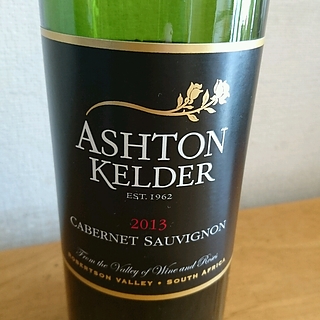 ASHTON
KELDER
EST. 1962
2013
CABERNET SAUVIGNON
From the Valley of Wine and Roses
ROBERTSON VALLEY • SOUTH AFRICA